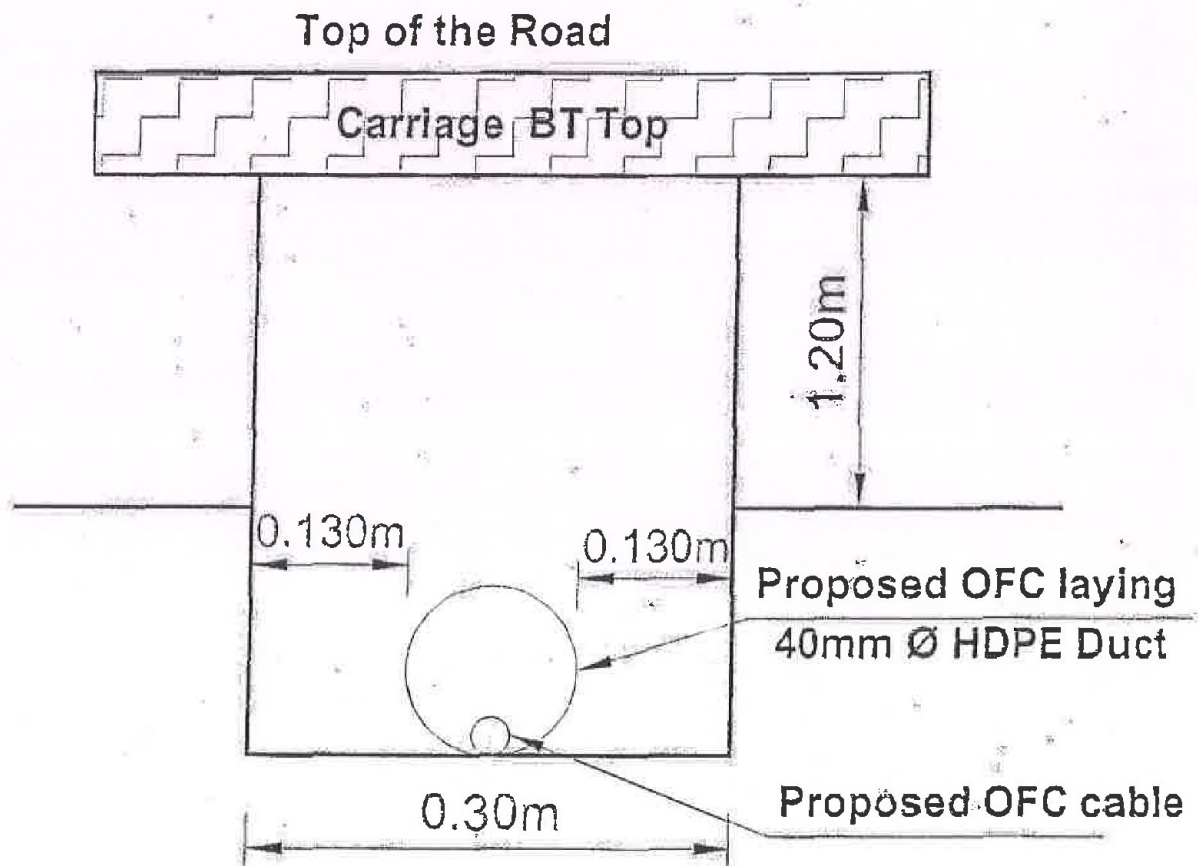 Top of the Road
Carriage BT Top
1.20m
0.130m
0.130m
Proposed OFC laying
40mm Ø HDPE Duct
Proposed OFC cable
0.30m